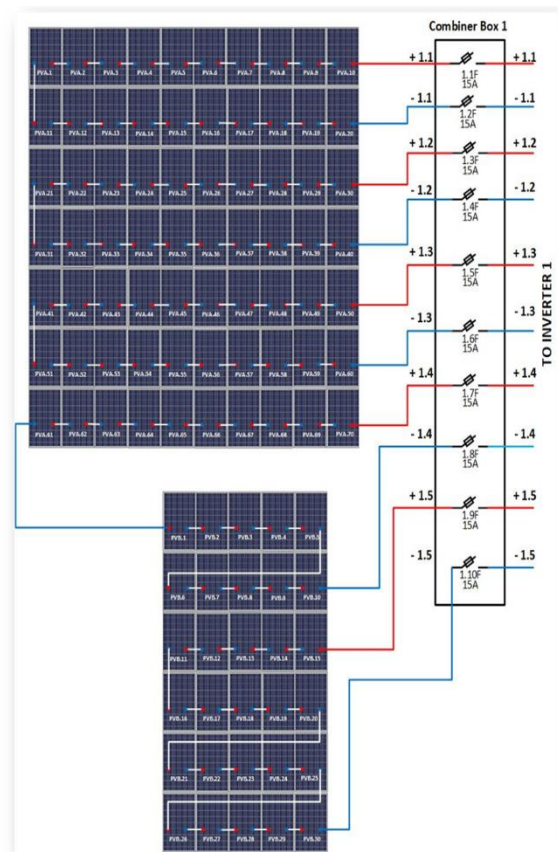 Combiner Box 1
+ 1.1
1.1F
15A
+ 1.1
- 1.1
1.2F
15A
- 1.1
+ 1.2
1.3F
15A
+ 1.2
- 1.2
1.4F
15A
- 1.2
+ 1.3
1.5F
15A
+ 1.3
- 1.3
1.6F
15A
- 1.3
+ 1.4
1.7F
15A
+ 1.4
- 1.4
1.8F
15A
- 1.4
+ 1.5
1.9F
15A
+ 1.5
- 1.5
1.10F
15A
- 1.5
TO INVERTER 1
PVA.1 PVA.2 PVA.3 PVA.4 PVA.5 PVA.6 PVA.7 PVA.8 PVA.9 PVA.10
PVA.11 PVA.12 PVA.13 PVA.14 PVA.15 PVA.16 PVA.17 PVA.18 PVA.19 PVA.20
PVA.21 PVA.22 PVA.23 PVA.24 PVA.25 PVA.26 PVA.27 PVA.28 PVA.29 PVA.30
PVA.31 PVA.32 PVA.33 PVA.34 PVA.35 PVA.36 PVA.37 PVA.38 PVA.39 PVA.40
PVA.41 PVA.42 PVA.43 PVA.44 PVA.45 PVA.46 PVA.47 PVA.48 PVA.49 PVA.50
PVA.51 PVA.52 PVA.53 PVA.54 PVA.55 PVA.56 PVA.57 PVA.58 PVA.59 PVA.60
PVA.61 PVA.62 PVA.63 PVA.64 PVA.65 PVA.66 PVA.67 PVA.68 PVA.69 PVA.70
PVB.1 PVB.2 PVB.3 PVB.4 PVB.5
PVB.6 PVB.7 PVB.8 PVB.9 PVB.10
PVB.11 PVB.12 PVB.13 PVB.14 PVB.15
PVB.16 PVB.17 PVB.18 PVB.19 PVB.20
PVB.21 PVB.22 PVB.23 PVB.24 PVB.25
PVB.26 PVB.27 PVB.28 PVB.29 PVB.30